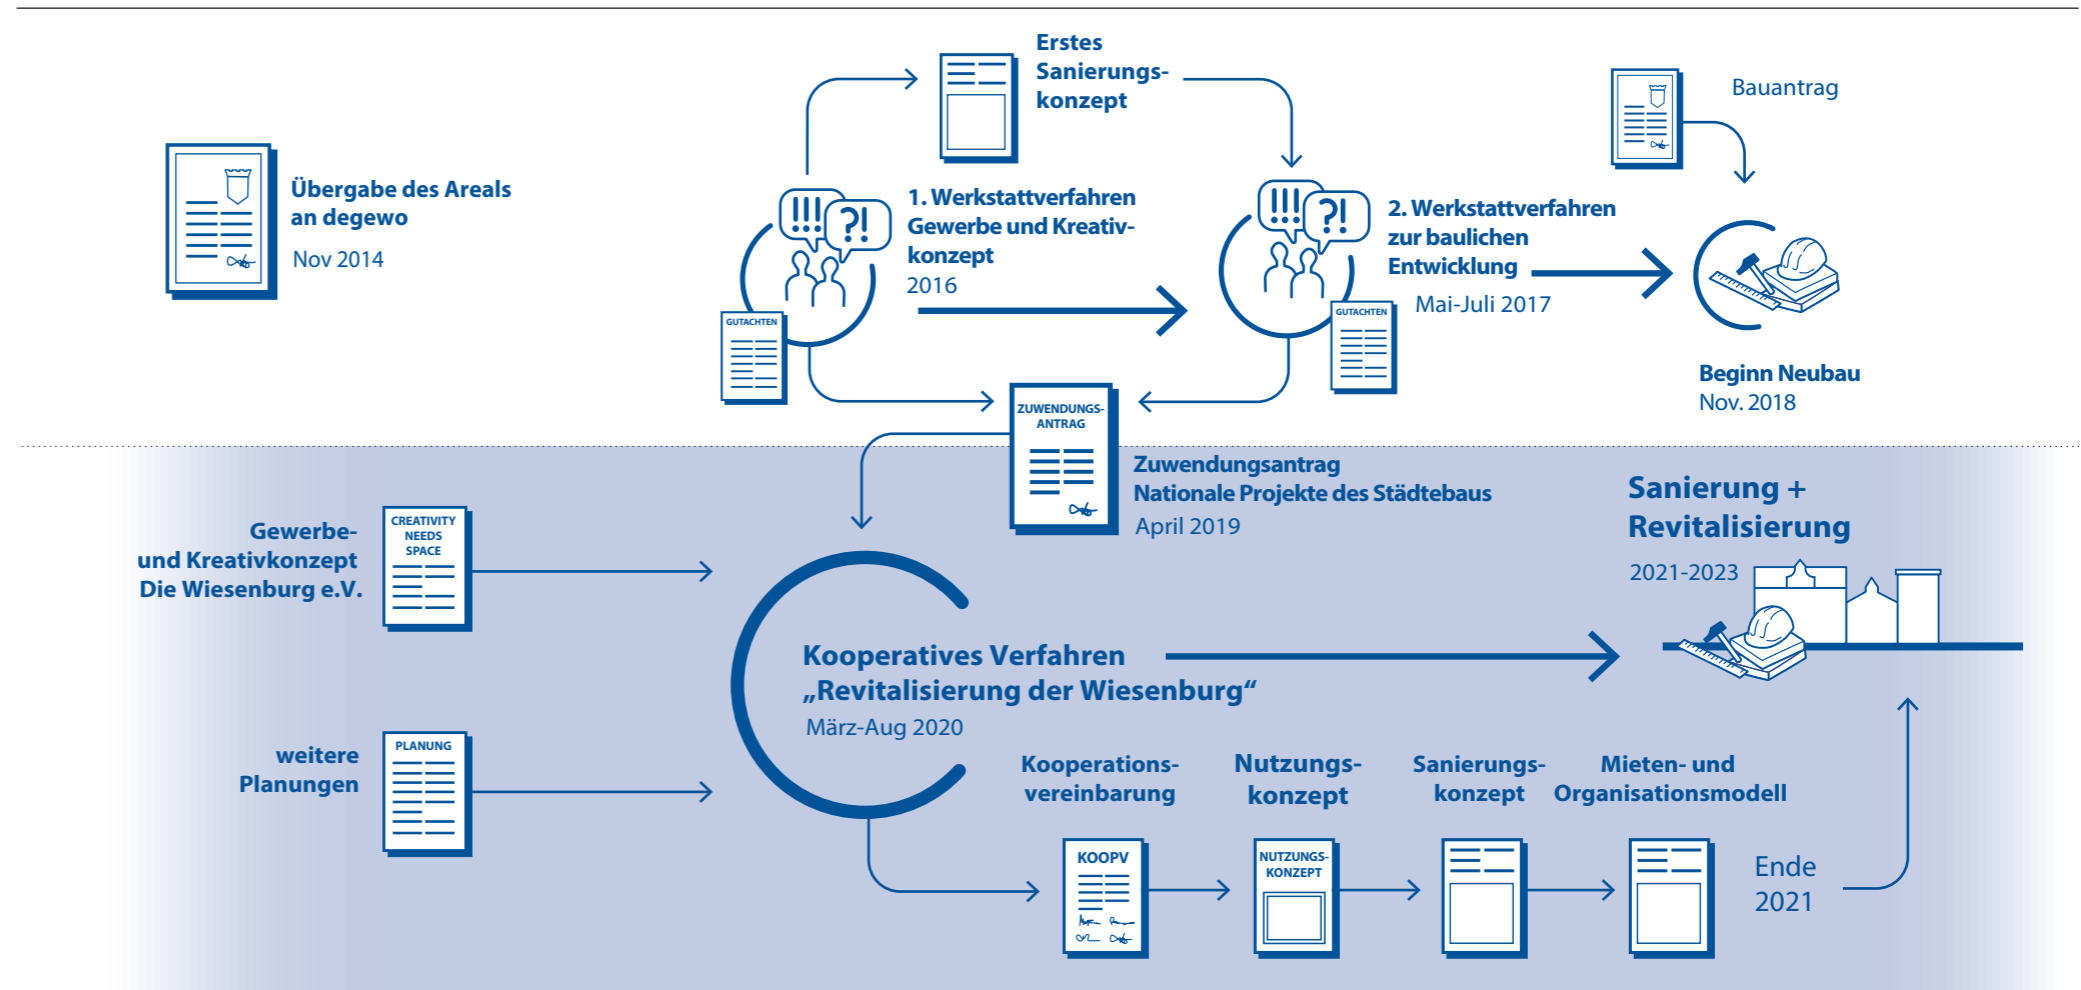 Übergabe des Areals
an degewo
Nov 2014
Erstes
Sanierungs-
konzept
1. Werkstattverfahren
Gewerbe und Kreativ-
konzept
2016
GUTACHTEN
2. Werkstattverfahren
zur baulichen
Entwicklung
Mai-Juli 2017
GUTACHTEN
Bauantrag
Beginn Neubau
Nov. 2018
!!!
?!
!!!
?!
ZUWENDUNGS-
ANTRAG
Zuwendungsantrag
Nationale Projekte des Städtebaus
April 2019
Gewerbe-
und Kreativkonzept
Die Wiesenburg e.V.
CREATIVITY
NEEDS
SPACE
weitere
Planungen
PLANUNG
Kooperatives Verfahren
„Revitalisierung der Wiesenburg“
März-Aug 2020
Sanierung +
Revitalisierung
2021-2023
Kooperations-
vereinbarung
KOOPV
Nutzungs-
konzept
NUTZUNGS-
KONZEPT
Sanierungs-
konzept
Mieten- und
Organisationsmodell
Ende
2021